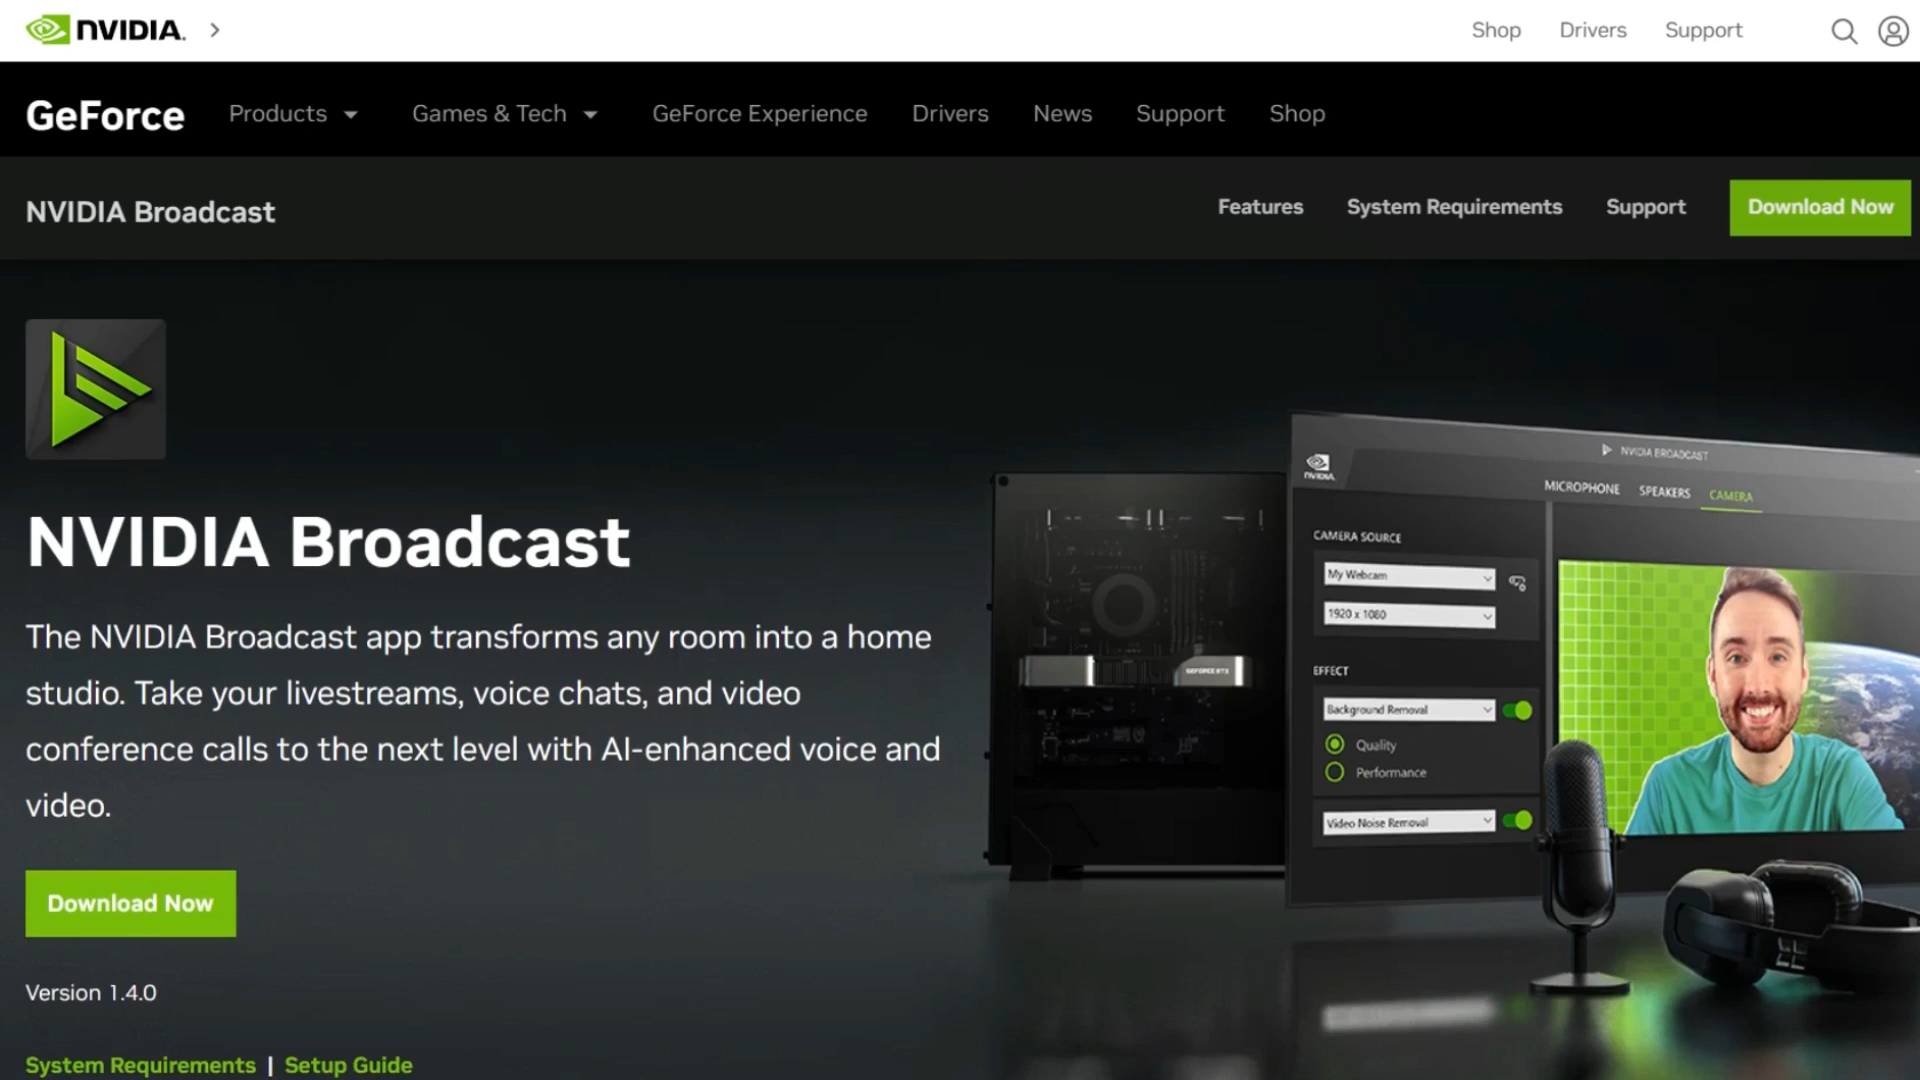 NVIDIA.
Shop Drivers Support
GeForce Products Games & Tech GeForce Experience Drivers News Support Shop
NVIDIA Broadcast Features System Requirements Support Download Now
NVIDIA Broadcast
The NVIDIA Broadcast app transforms any room into a home
studio. Take your livestreams, voice chats, and video
conference calls to the next level with AI-enhanced voice and
video.
Download Now
Version 1.4.0
System Requirements | Setup Guide
GEFORCE RTX
NVIDIA BROADCAST
NVIDIA.
MICROPHONE SPEAKERS CAMERA
CAMERA SOURCE
My Webcam
1920 x 1080
EFFECT
Background Removal
Quality
Performance
Video Noise Removal